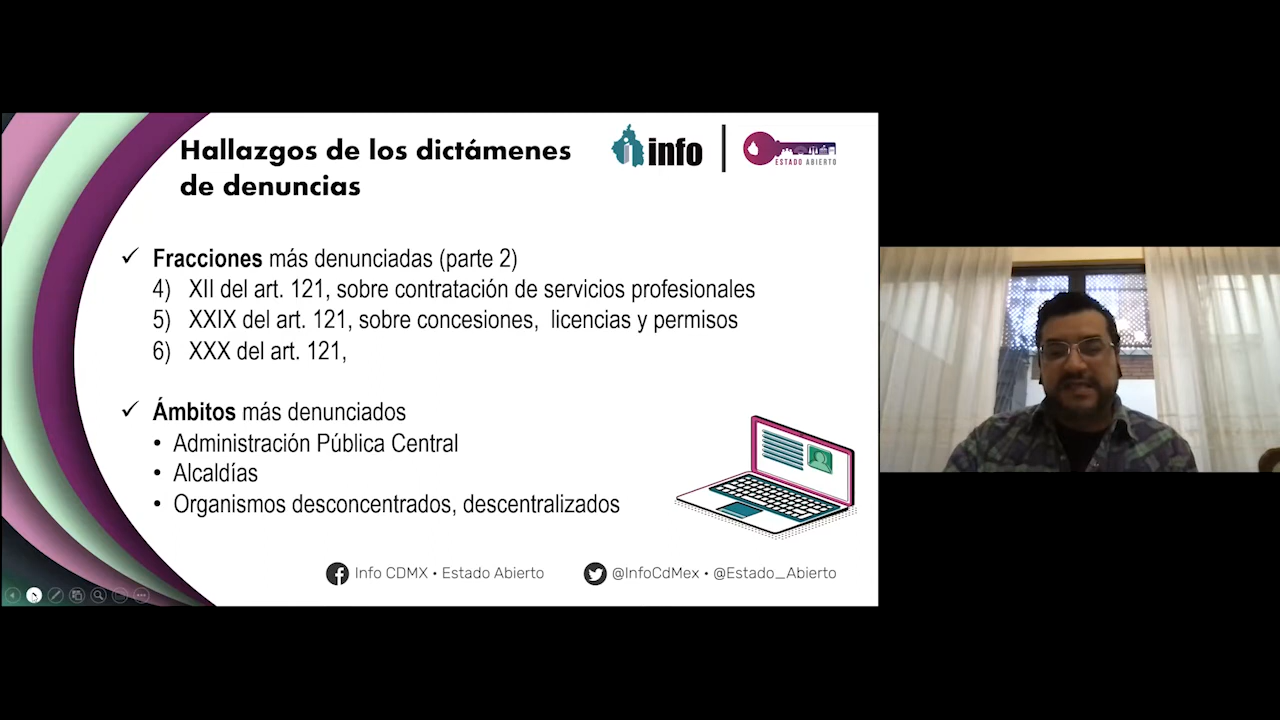 Hallazgos de los dictámenes
de denuncias
info
ESTADO ABIERTO
✓ Fracciones más denunciadas (parte 2)
4) XII del art. 121, sobre contratación de servicios profesionales
5) XXIX del art. 121, sobre concesiones, licencias y permisos
6) XXX del art. 121,
✓ Ámbitos más denunciados
• Administración Pública Central
• Alcaldías
• Organismos desconcentrados, descentralizados
Info CDMX • Estado Abierto
@InfoCdMex • @Estado_Abierto